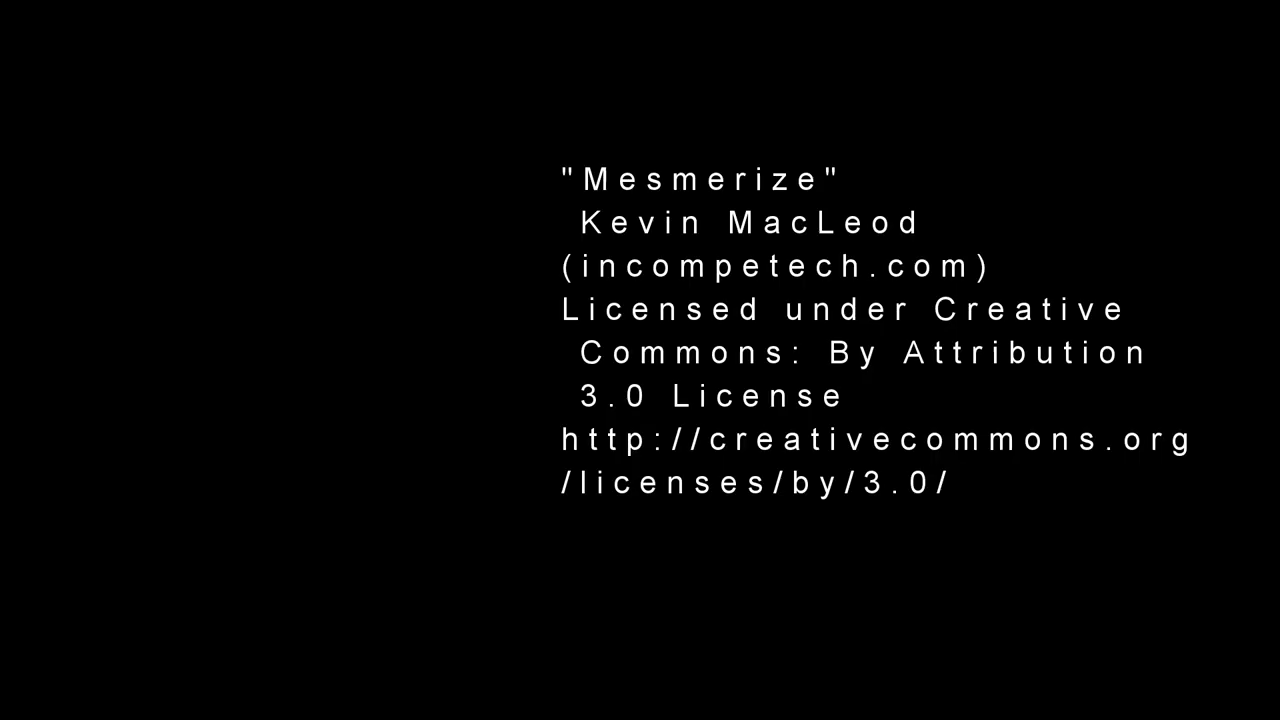 "Mesmerize"
Kevin MacLeod
(incompetech.com)
Licensed under Creative
Commons: By Attribution
3.0 License
http://creativecommons.org
/licenses/by/3.0/